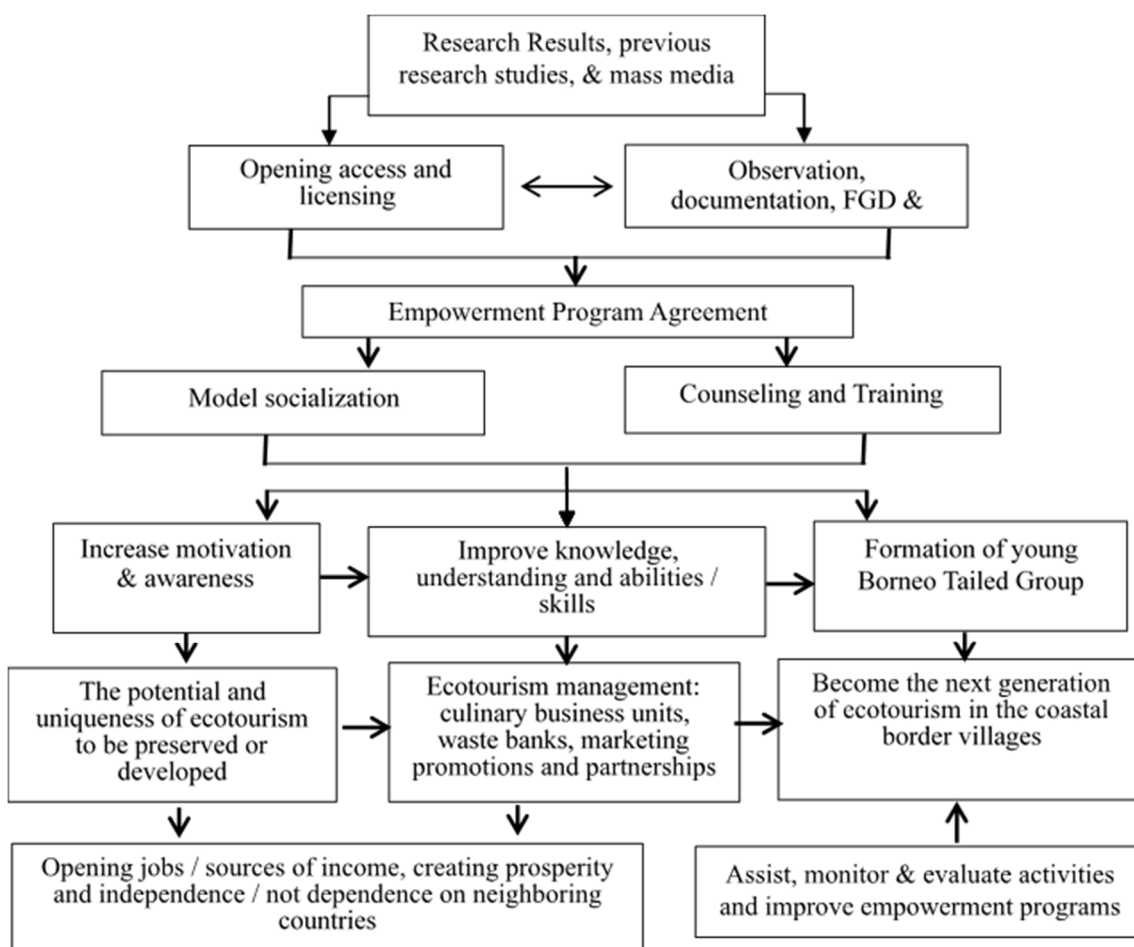 Research Results, previous
research studies, & mass media
Opening access and
licensing
Observation,
documentation, FGD &
Empowerment Program Agreement
Model socialization
Counseling and Training
Increase motivation
& awareness
Improve knowledge,
understanding and abilities /
skills
Formation of young
Borneo Tailed Group
The potential and
uniqueness of ecotourism
to be preserved or
developed
Ecotourism management:
culinary business units,
waste banks, marketing
promotions and partnerships
Become the next generation
of ecotourism in the coastal
border villages
Opening jobs / sources of income, creating prosperity
and independence / not dependence on neighboring
countries
Assist, monitor & evaluate activities
and improve empowerment programs